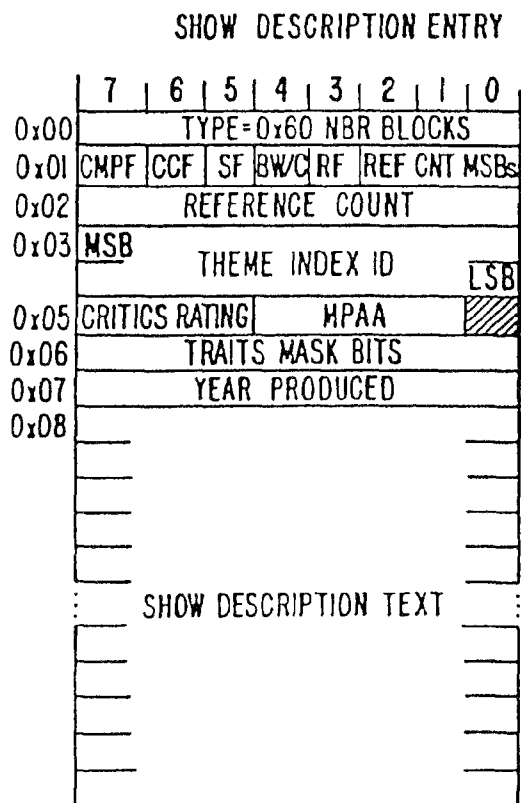 SHOW DESCRIPTION ENTRY
7 6 5 4 3 2 1 0
0x00 TYPE=0x60 NBR BLOCKS
0x01 CMPF CCF SF BW/C RF REF CNT MSBs
0x02 REFERENCE COUNT
0x03 MSB
THEME INDEX ID
LSB
0x05 CRITICS RATING MPAA
0x06 TRAITS MASK BITS
0x07 YEAR PRODUCED
0x08
SHOW DESCRIPTION TEXT